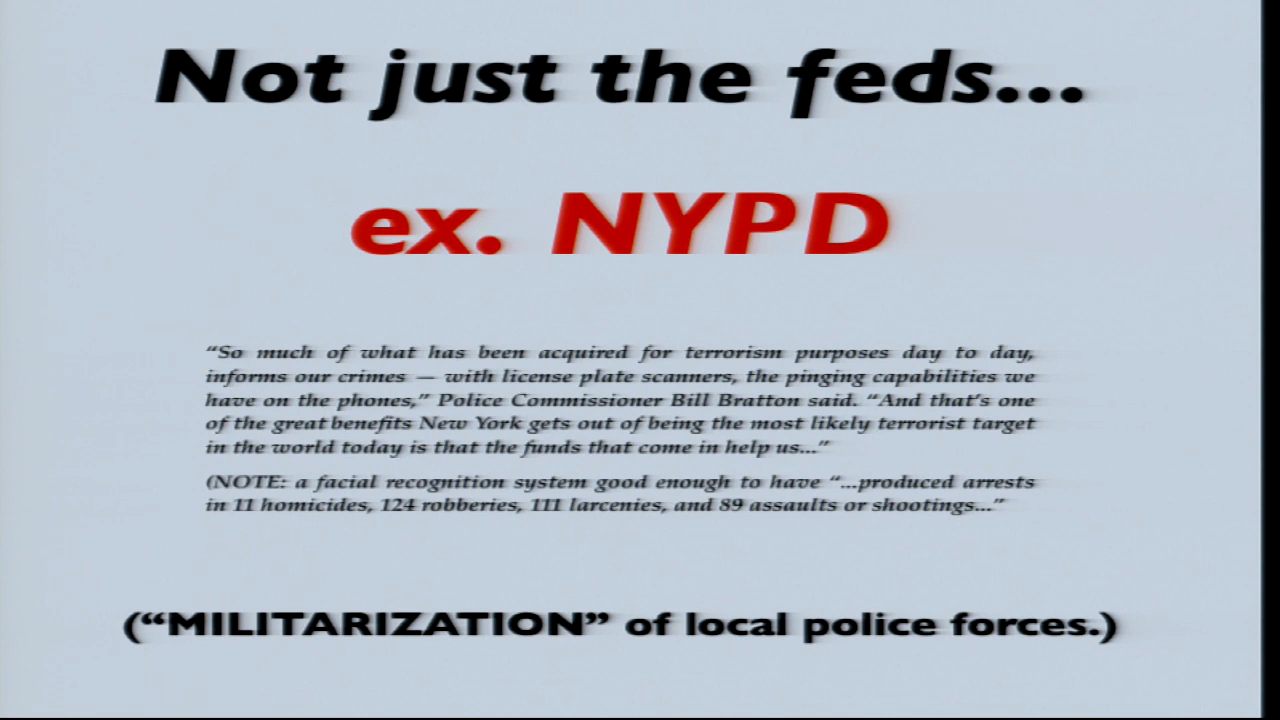 Not just the feds...
ex. NYPD
“So much of what has been acquired for terrorism purposes day to day,
informs our crimes — with license plate scanners, the pinging capabilities we
have on the phones,” Police Commissioner Bill Bratton said. “And that's one
of the great benefits New York gets out of being the most likely terrorist target
in the world today is that the funds that come in help us...”
(NOTE: a facial recognition system good enough to have “...produced arrests
in 11 homicides, 124 robberies, 111 larcenies, and 89 assaults or shootings...”
(“MILITARIZATION” of local police forces.)